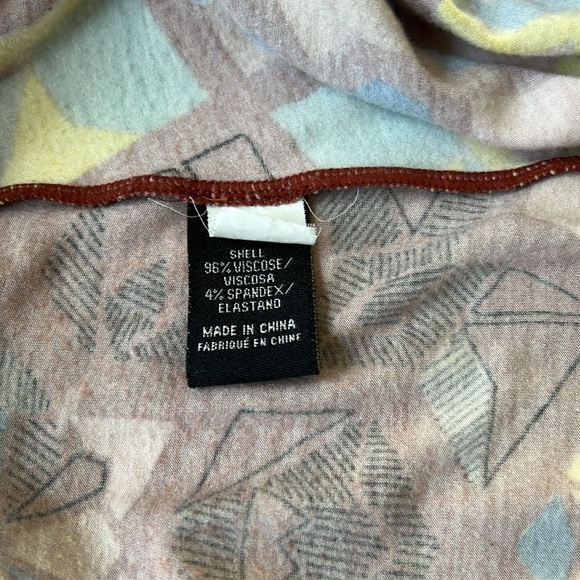 SHELL
96% VISCOSE/
VISCOSA
4% SPANDEX/
ELASTANO
MADE IN CHINA
FABRIQUÉ EN CHINE